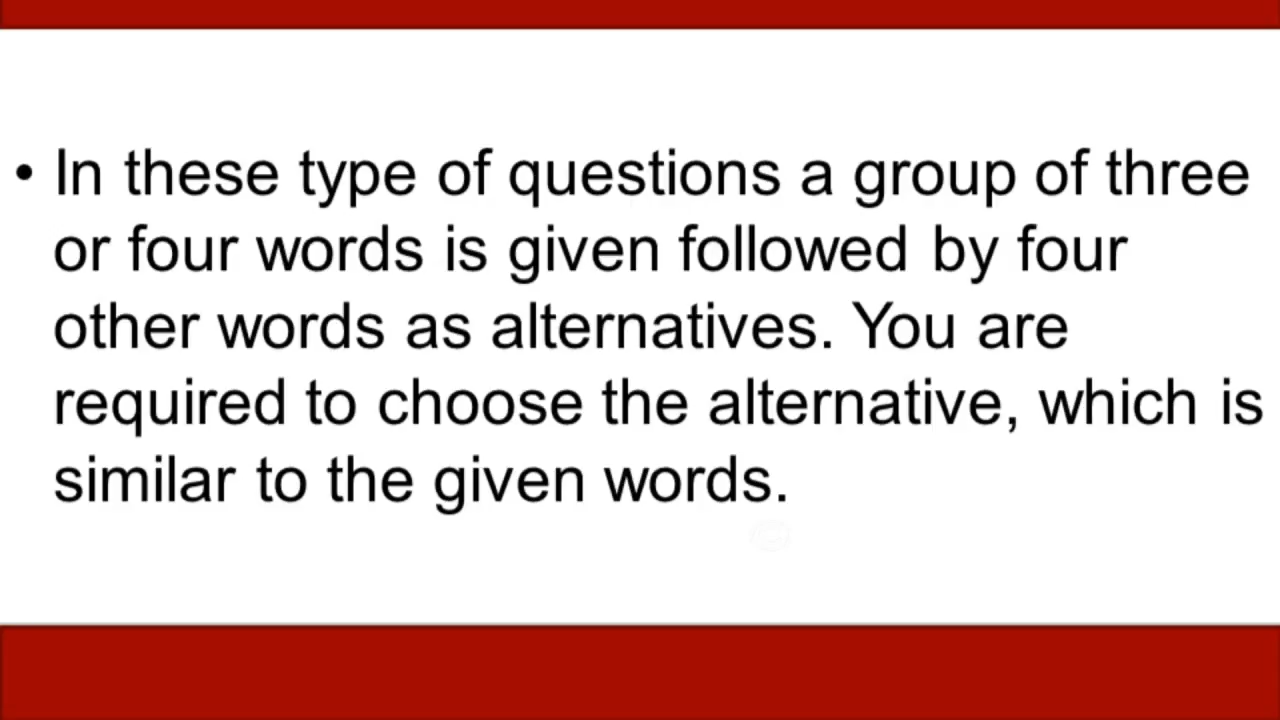 • In these type of questions a group of three
or four words is given followed by four
other words as alternatives. You are
required to choose the alternative, which is
similar to the given words.